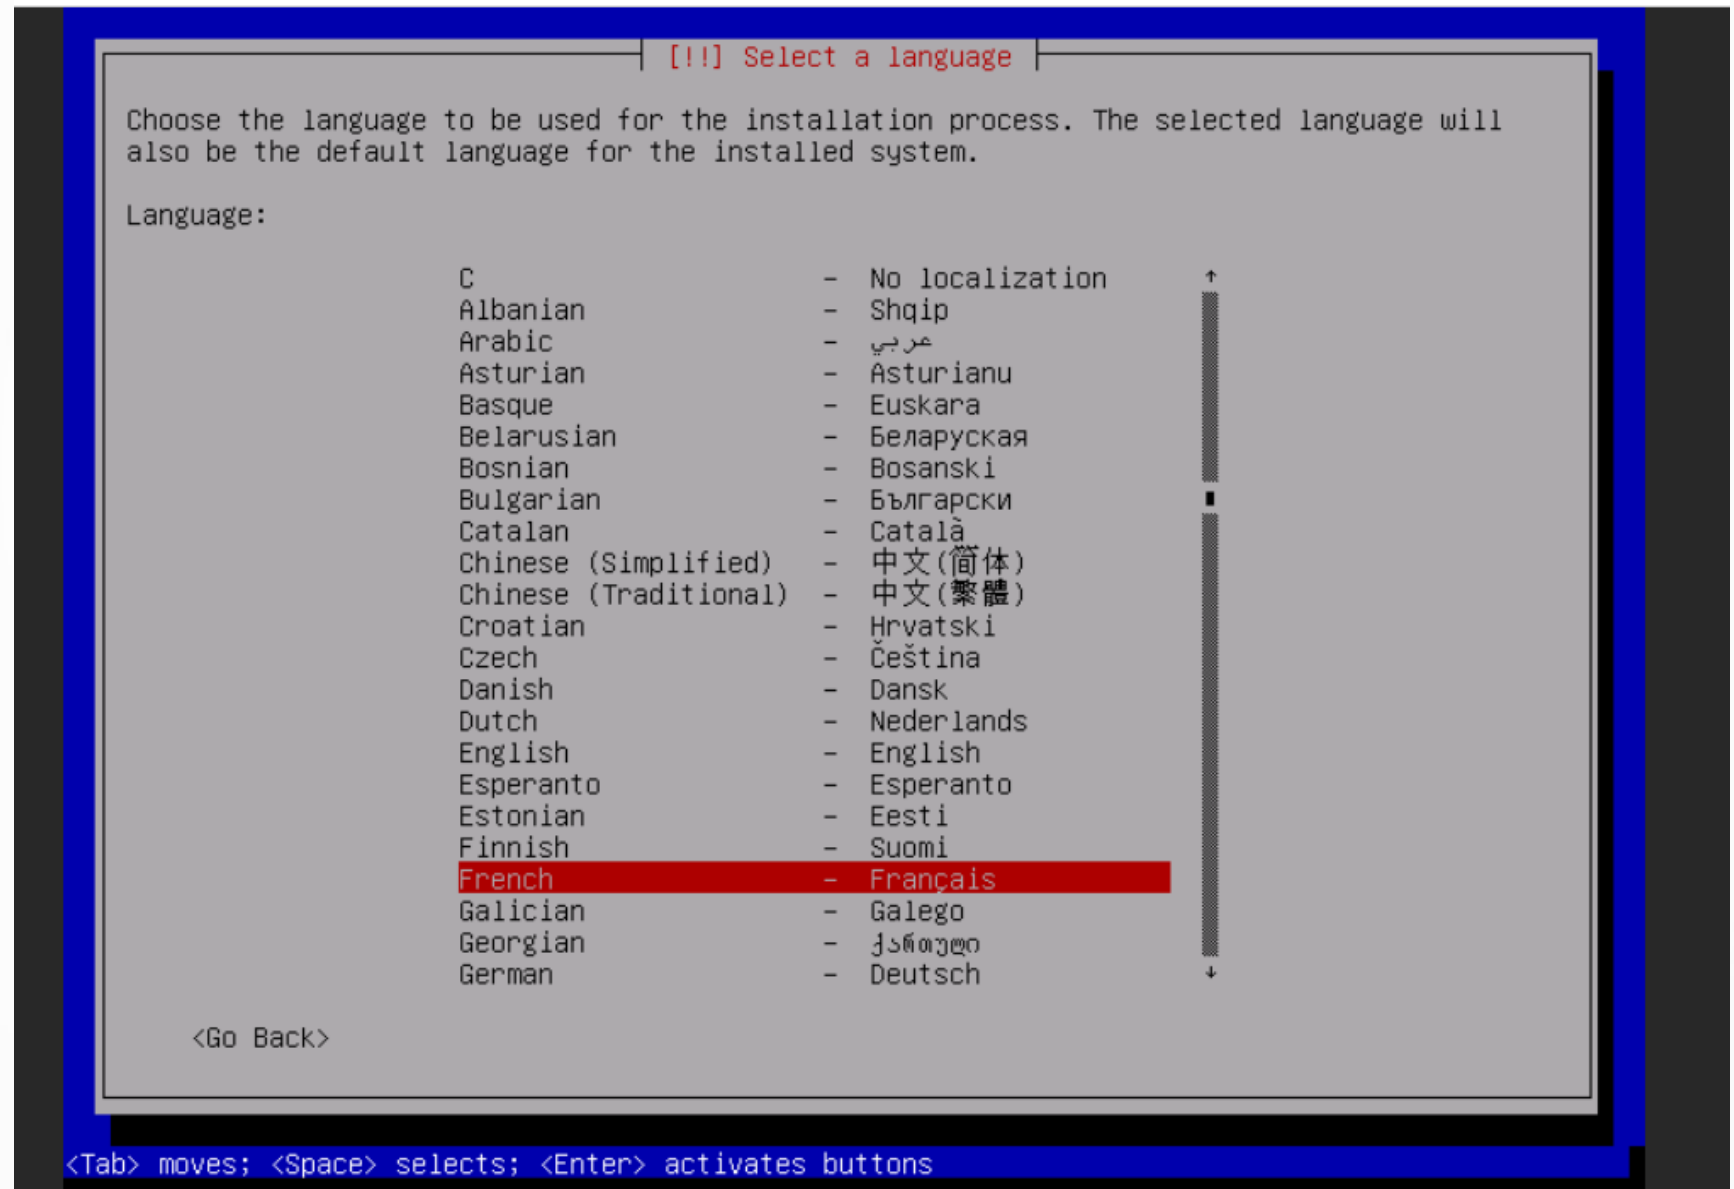 [!!] Select a language
Choose the language to be used for the installation process. The selected language will
also be the default language for the installed system.
Language:
C - No localization
Albanian - Shqip
Arabic - عربي
Asturian - Asturianu
Basque - Euskara
Belarusian - Беларуская
Bosnian - Bosanski
Bulgarian - Български
Catalan - Català
Chinese (Simplified) - 中文(简体)
Chinese (Traditional) - 中文(繁體)
Croatian - Hrvatski
Czech - Čeština
Danish - Dansk
Dutch - Nederlands
English - English
Esperanto - Esperanto
Estonian - Eesti
Finnish - Suomi
French - Français
Galician - Galego
Georgian - ქართული
German - Deutsch
<Go Back>
<Tab> moves; <Space> selects; <Enter> activates buttons